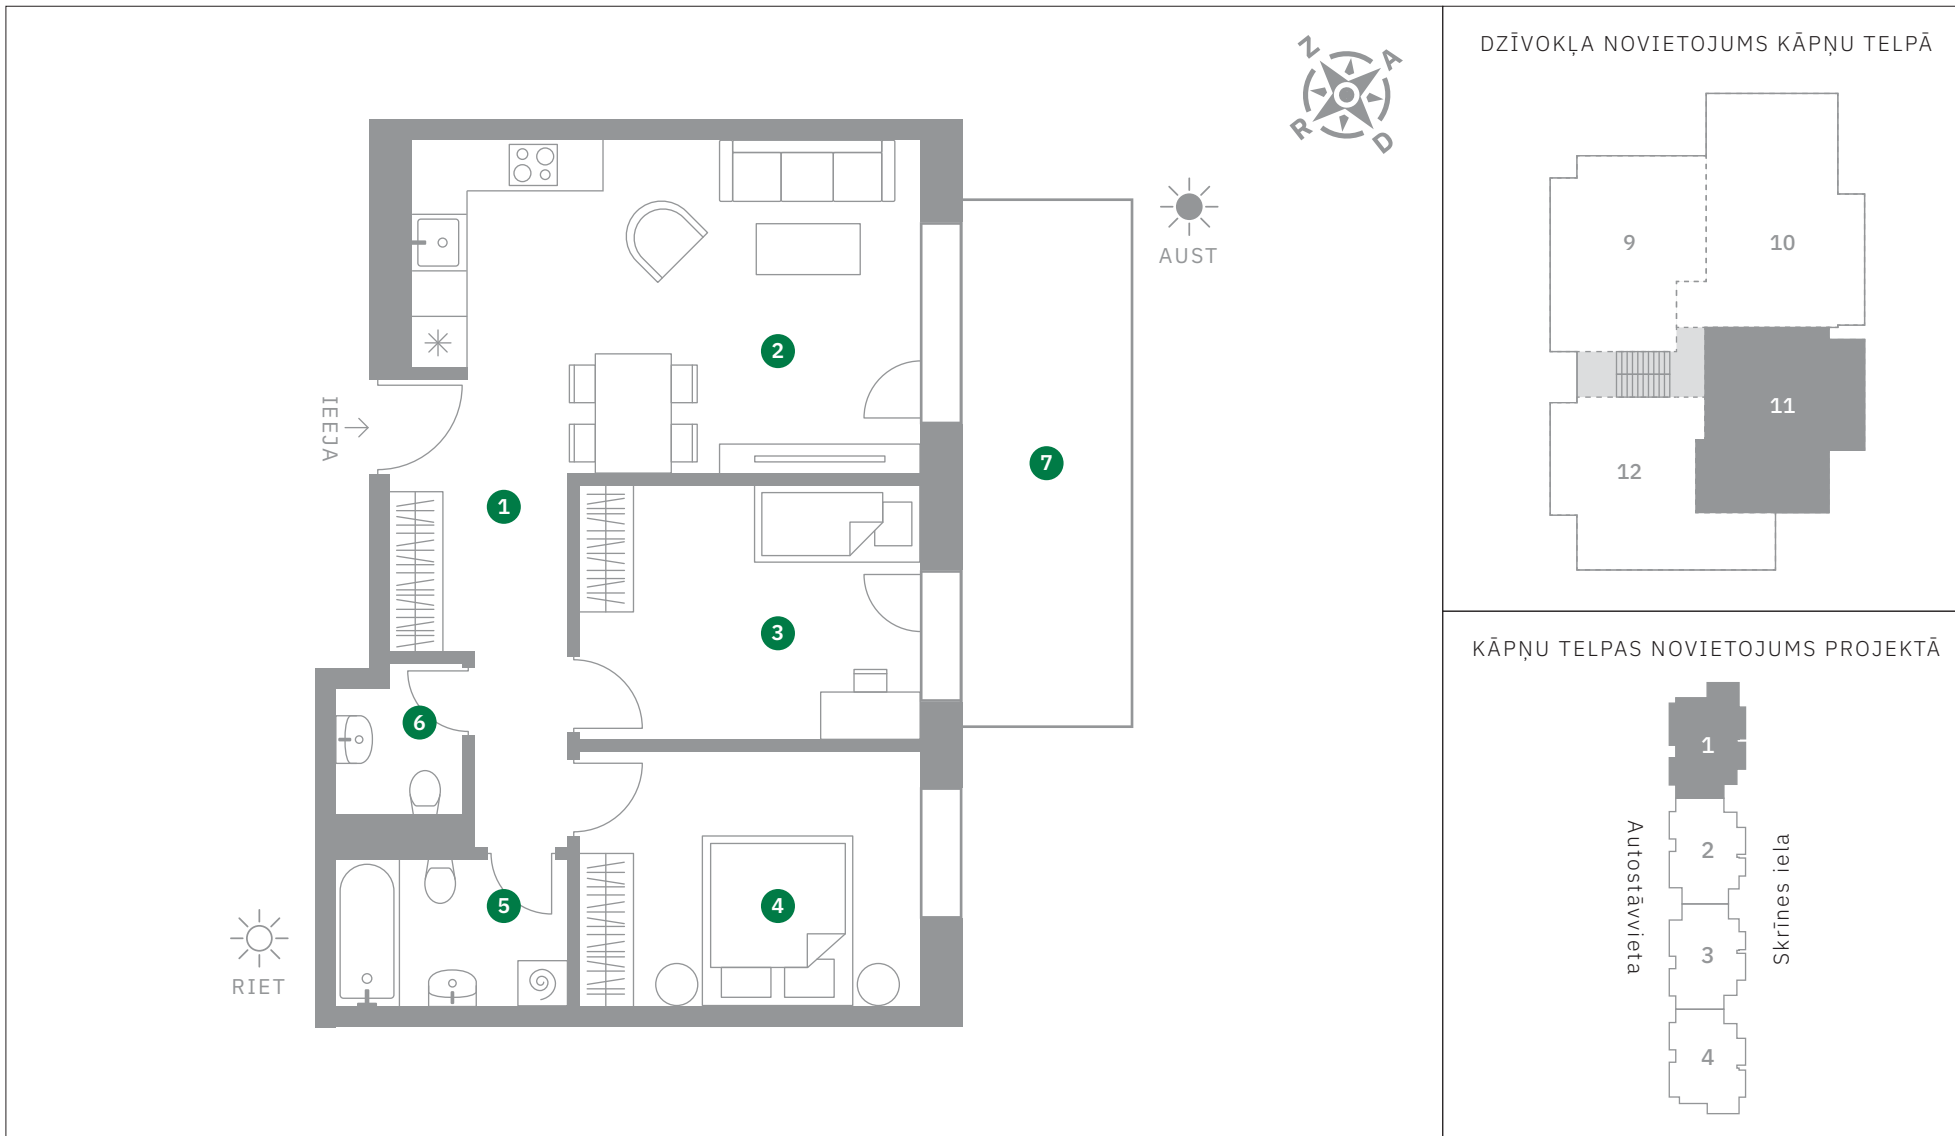 Z
A
R
D
AUST
IEEJA
1
2
3
4
5
6
7
RIET
DZĪVOKĻA NOVIETOJUMS KĀPŅU TELPĀ
9
10
11
12
KĀPŅU TELPAS NOVIETOJUMS PROJEKTĀ
1
2
3
4
Autostāvvieta
Skrīnes iela